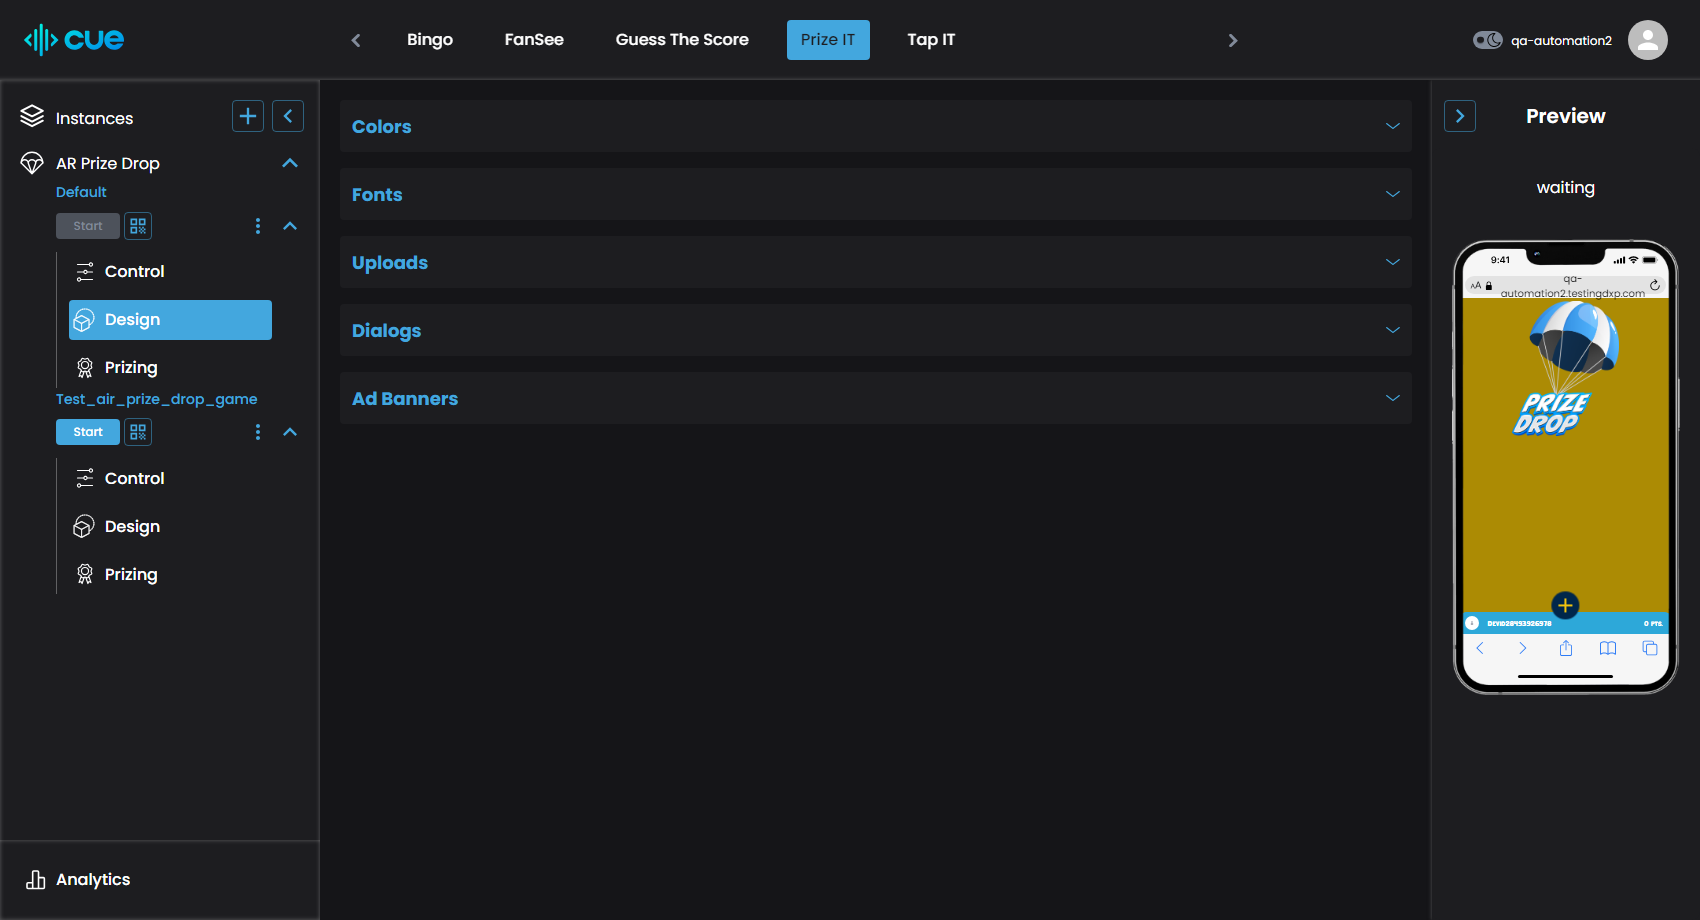 cue
Bingo
FanSee
Guess The Score
Prize IT
Tap IT
qa-automation2
Instances
AR Prize Drop
Default
Start
Control
Design
Prizing
Test_air_prize_drop_game
Start
Control
Design
Prizing
Analytics
Colors
Fonts
Uploads
Dialogs
Ad Banners
Preview
waiting
9:41
AA
qa-
automation2.testingdxp.com
PRIZE
DROP
0 PTS.